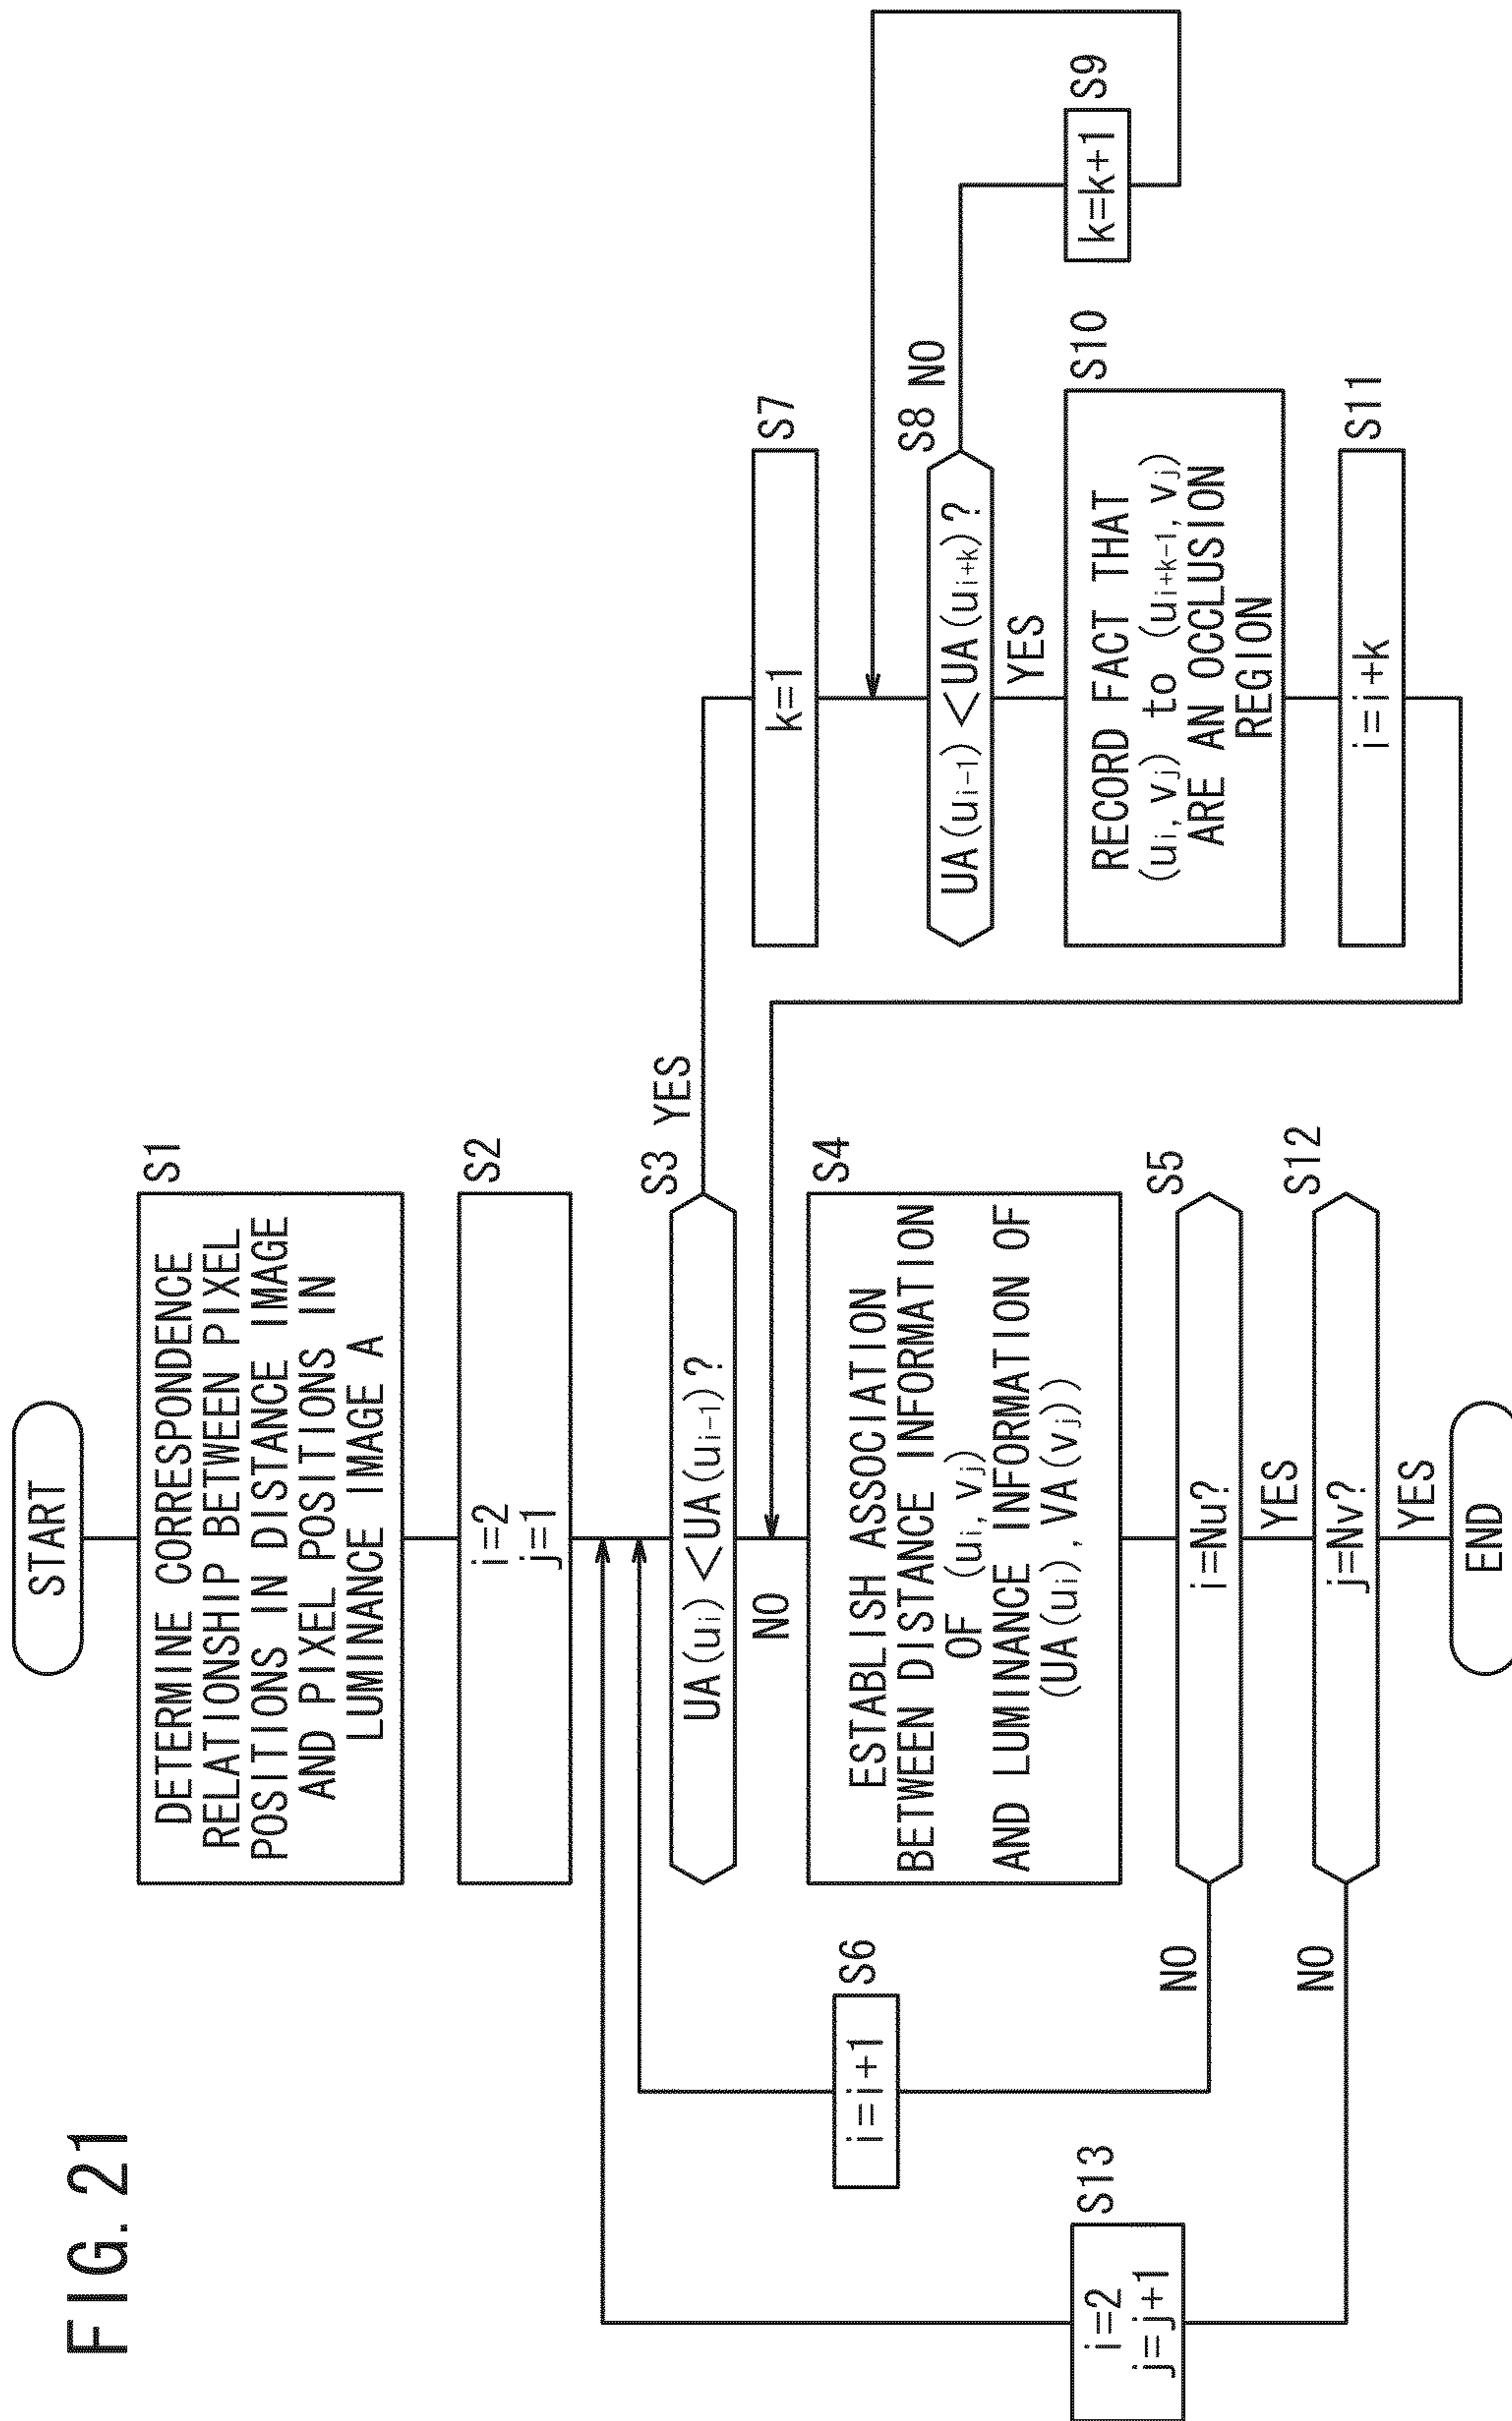 FIG. 21
START
S1
DETERMINE CORRESPONDENCE
RELATIONSHIP BETWEEN PIXEL
POSITIONS IN DISTANCE IMAGE
AND PIXEL POSITIONS IN
LUMINANCE IMAGE A
S2
i=2
j=1
S3
UA(ui)<UA(ui-1)?
YES
NO
S4
ESTABLISH ASSOCIATION
BETWEEN DISTANCE INFORMATION
OF (ui, vj)
AND LUMINANCE INFORMATION OF
(UA(ui), VA(vj))
S5
i=Nu?
NO
YES
S6
i=i+1
S12
j=Nv?
NO
YES
S13
i=2
j=j+1
END
S7
k=1
S8
UA(ui-1)<UA(ui+k)?
NO
YES
S9
k=k+1
S10
RECORD FACT THAT
(ui, vj) to (ui+k-1, vj)
ARE AN OCCLUSION
REGION
S11
i=i+k